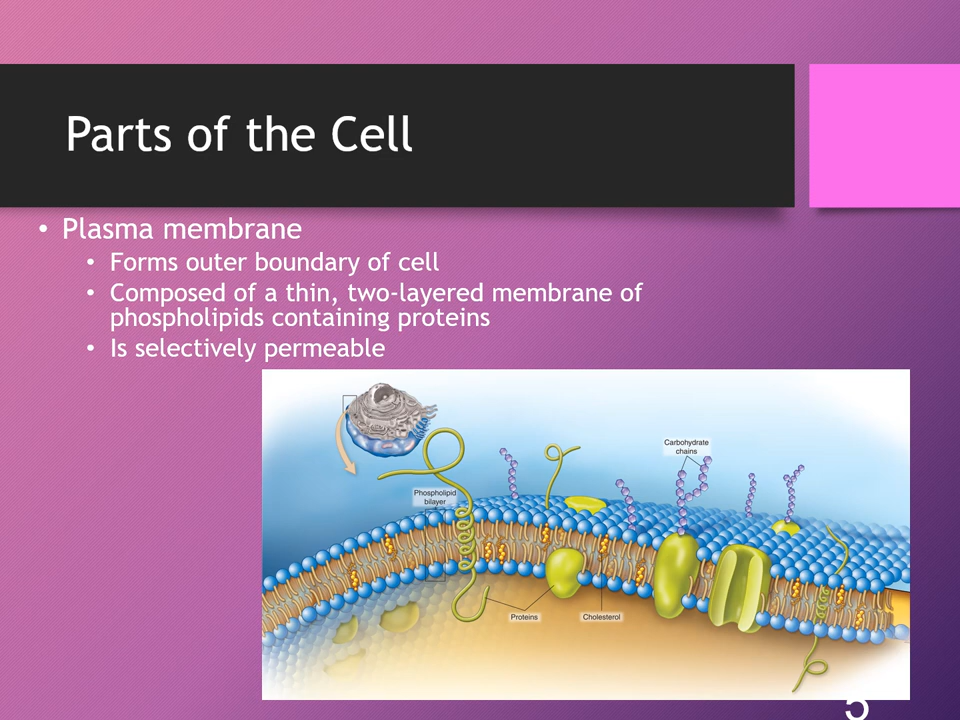 Parts of the Cell
• Plasma membrane
• Forms outer boundary of cell
• Composed of a thin, two-layered membrane of
phospholipids containing proteins
• Is selectively permeable
Carbohydrate
chains
Phospholipid
bilayer
Proteins
Cholesterol
5